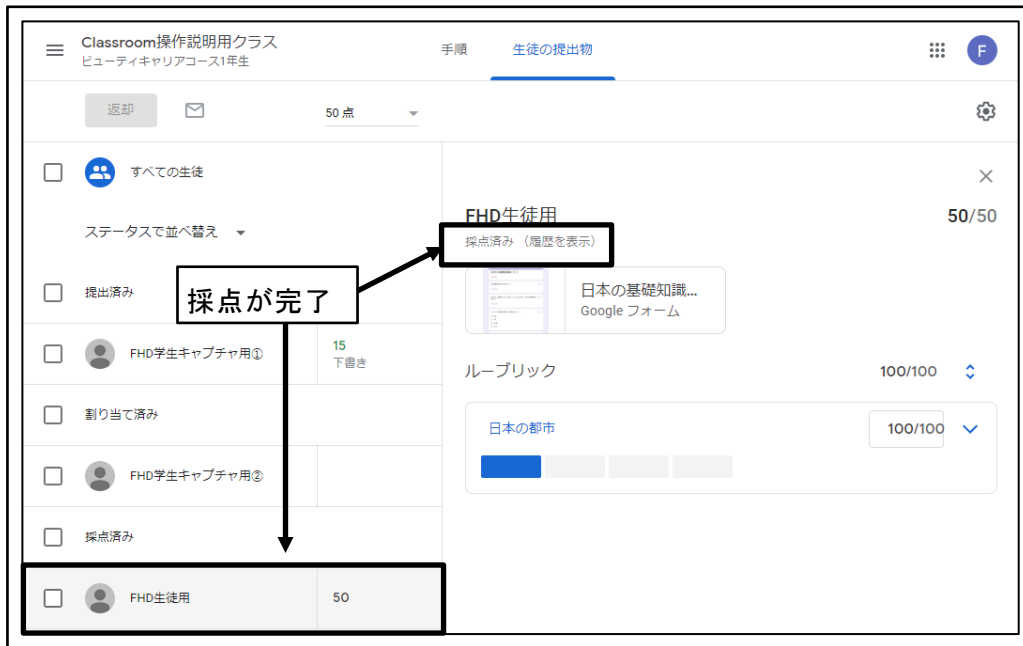 Classroom操作説明用クラス
ビューティキャリアコース1年生
手順
生徒の提出物
F
返却
50 点
すべての生徒
ステータスで並べ替え
提出済み
FHD学生キャプチャ用①
15
下書き
割り当て済み
FHD学生キャプチャ用②
採点済み
FHD生徒用
50
採点が完了
FHD生徒用
50/50
採点済み （履歴を表示）
日本の基礎知識...
Google フォーム
ルーブリック
100/100
日本の都市
100/100